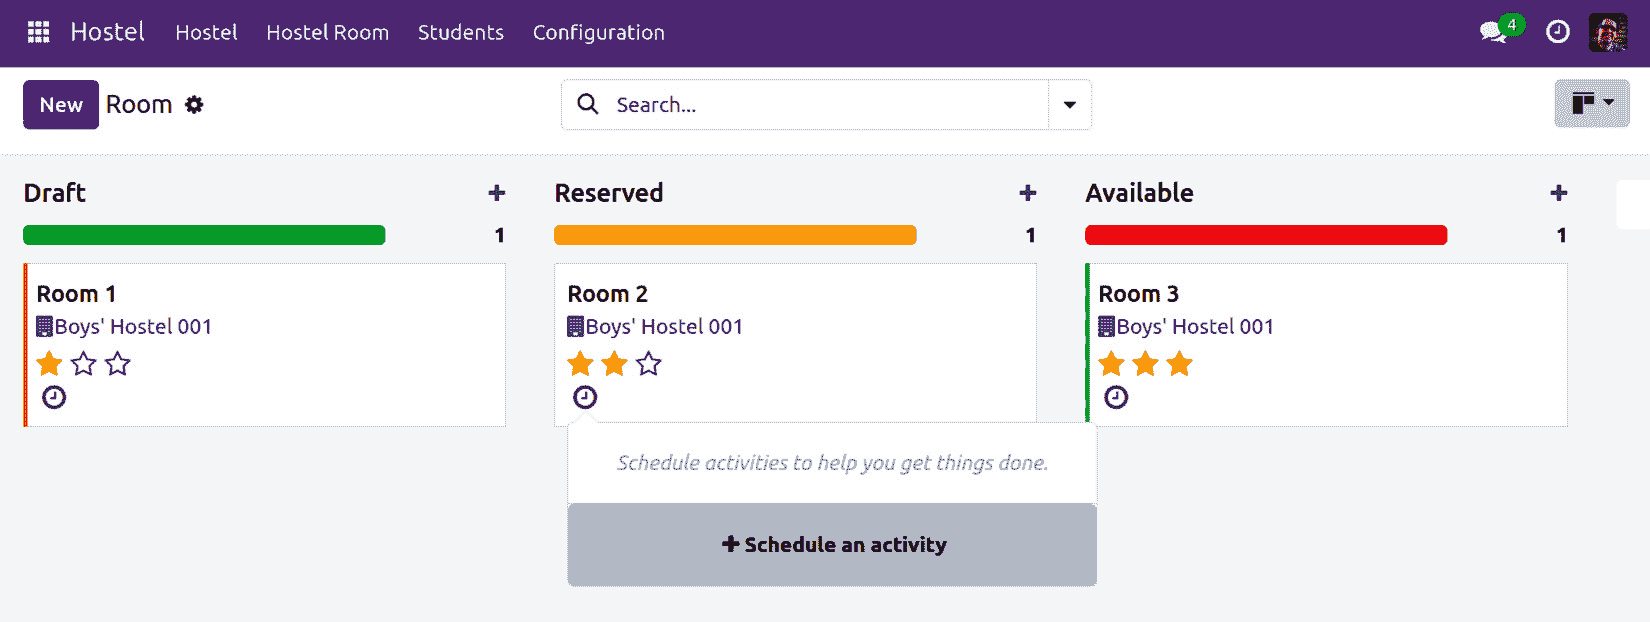 Hostel Hostel Hostel Room Students Configuration 4
New Room Search...
Draft Reserved Available
1 1 1
Room 1 Room 2 Room 3
Boys' Hostel 001 Boys' Hostel 001 Boys' Hostel 001
Schedule activities to help you get things done.
+ Schedule an activity